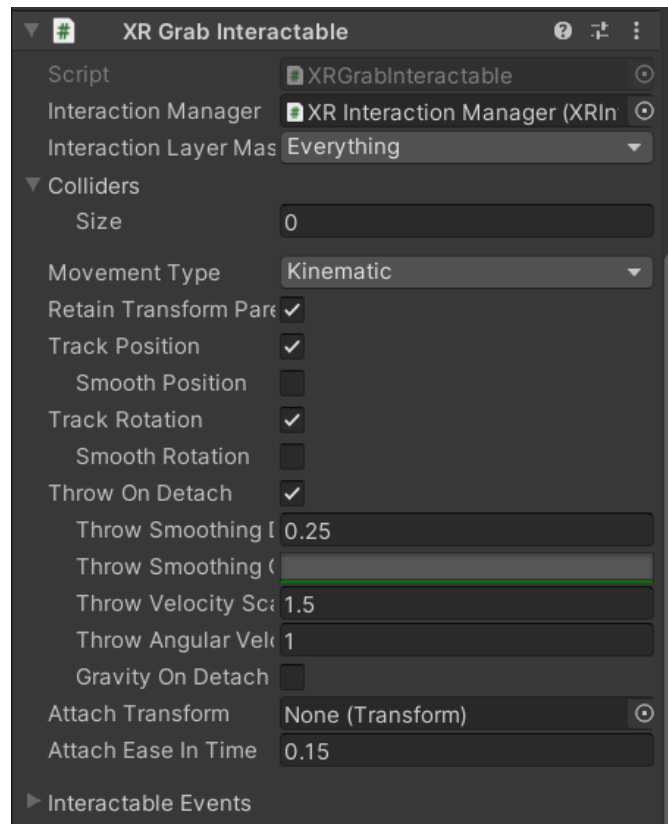 # XR Grab Interactable
Script # XRGrabInteractable
Interaction Manager # XR Interaction Manager (XRIn
Interaction Layer Mas Everything
Colliders
Size 0
Movement Type Kinematic
Retain Transform Pare
Track Position
Smooth Position
Track Rotation
Smooth Rotation
Throw On Detach
Throw Smoothing D 0.25
Throw Smoothing C
Throw Velocity Sca 1.5
Throw Angular Velo 1
Gravity On Detach
Attach Transform None (Transform)
Attach Ease In Time 0.15
Interactable Events